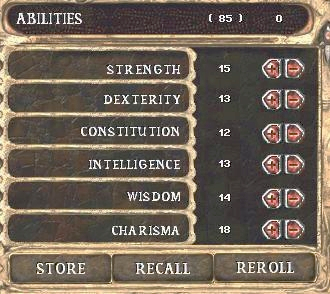 ABILITIES ( 85 ) 0
STRENGTH 15 + -
DEXTERITY 13 + -
CONSTITUTION 12 + -
INTELLIGENCE 13 + -
WISDOM 14 + -
CHARISMA 18 + -
STORE RECALL REROLL